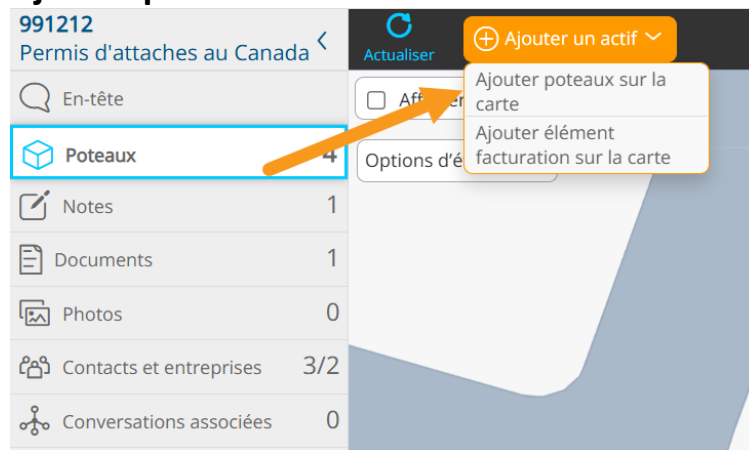 991212
Permis d'attaches au Canada
En-tête
Poteaux 4
Notes 1
Documents 1
Photos 0
Contacts et entreprises 3/2
Conversations associées 0
Actualiser
Ajouter un actif
Ajouter poteaux sur la
carte
Ajouter élément
facturation sur la carte
Options d'é